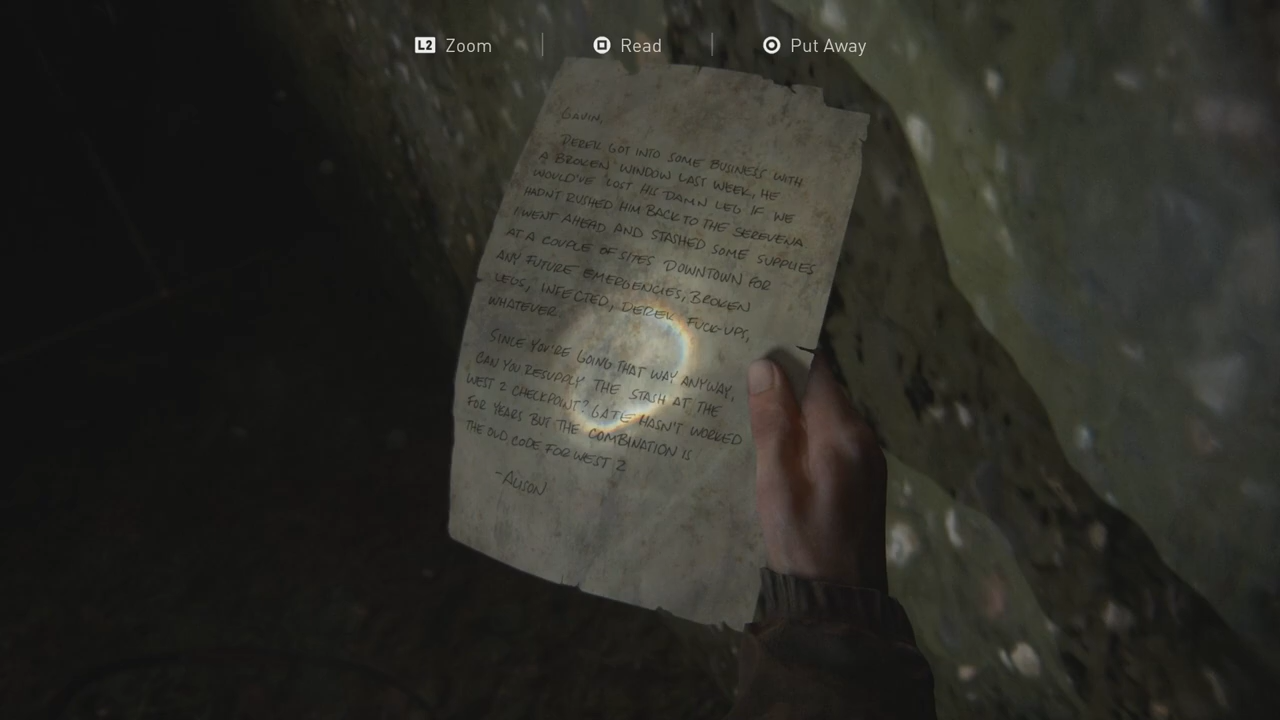 L2 Zoom | Read | Put Away
GAVIN,
DEREK GOT INTO SOME BUSINESS WITH
A BROKEN WINDOW LAST WEEK, HE
WOULD'VE LOST HIS DAMN LEG IF WE
HADNT RUSHED HIM BACK TO THE SEREVENA
I WENT AHEAD AND STASHED SOME SUPPLIES
AT A COUPLE OF SITES DOWNTOWN FOR
ANY FUTURE EMERGENCIES, BROKEN
LEGS, INFECTED, DEREK FUCK-UPS,
WHATEVER.
SINCE YOU'RE GOING THAT WAY ANYWAY,
CAN YOU RESUPPLY THE STASH AT THE
WEST 2 CHECKPOINT? GATE HASN'T WORKED
FOR YEARS BUT THE COMBINATION IS
THE OLD CODE FOR WEST 2
-ALISON